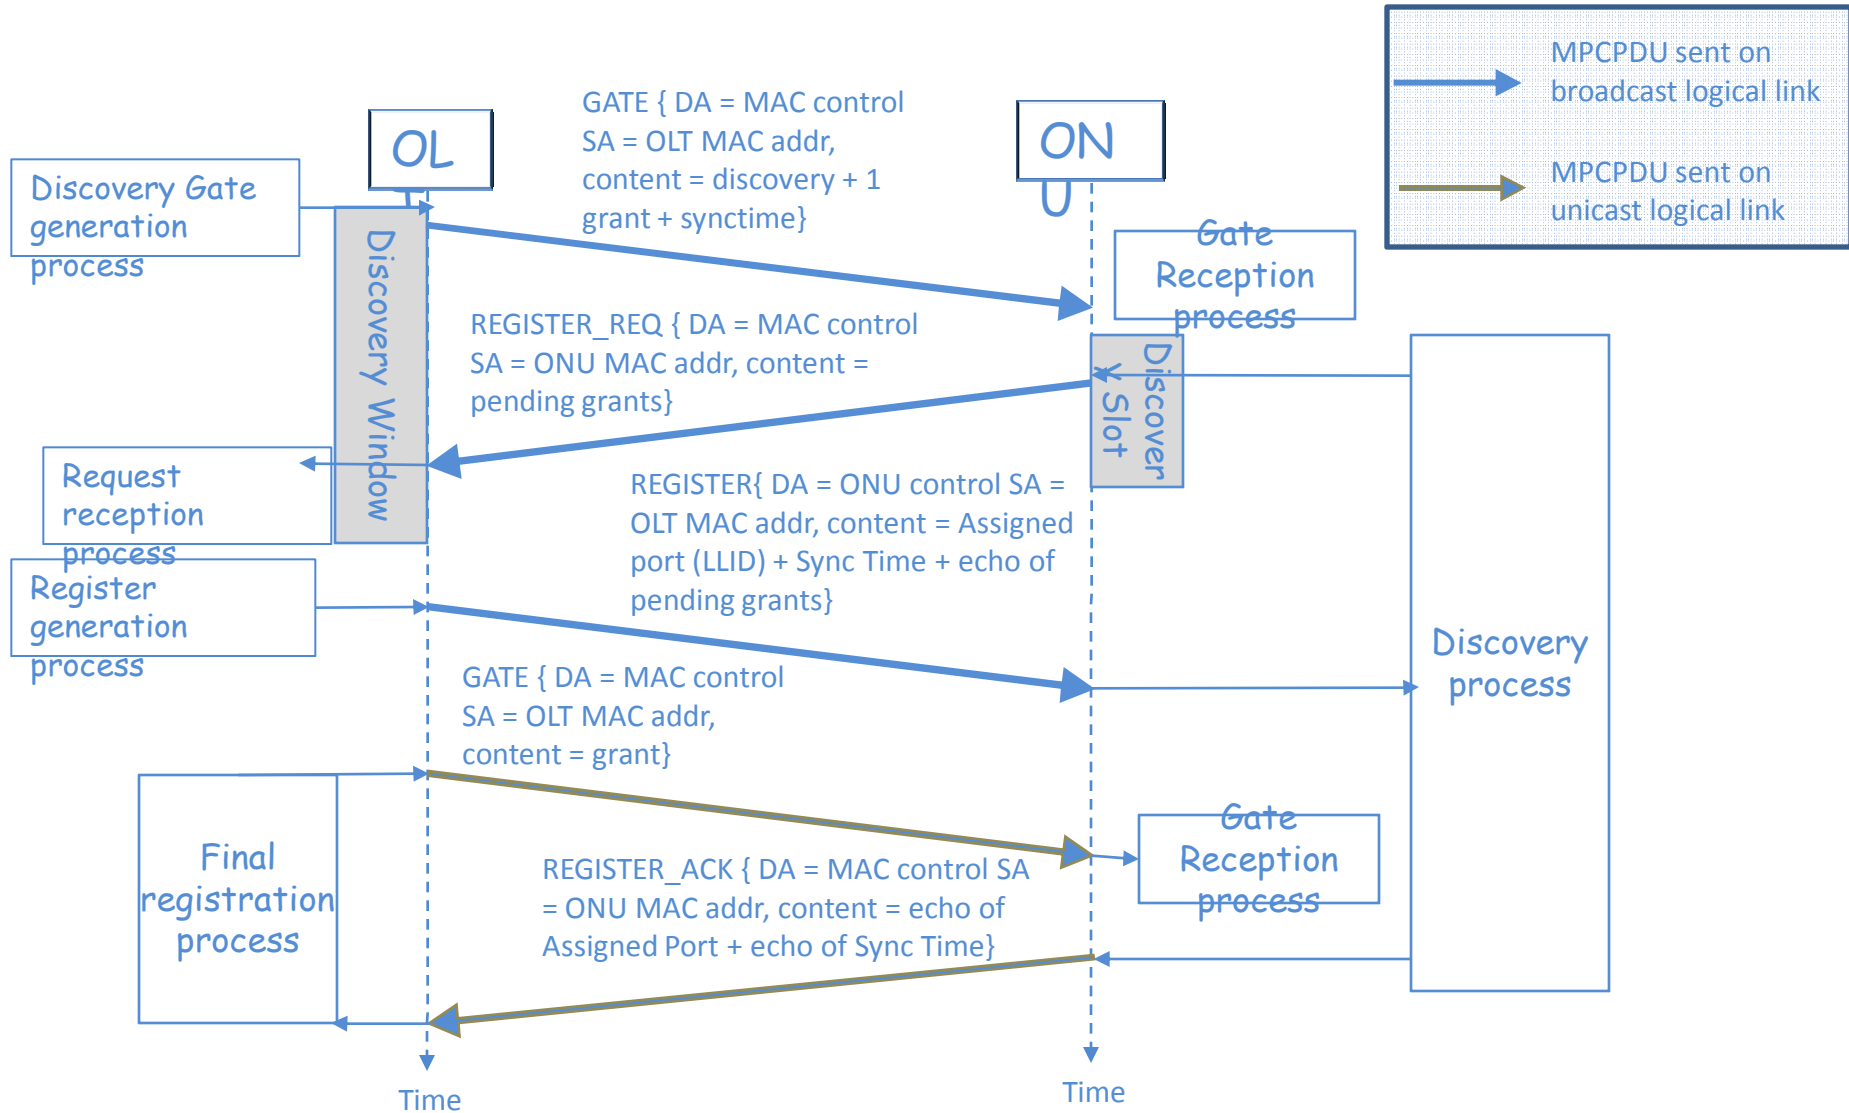 MPCPDU sent on
broadcast logical link
MPCPDU sent on
unicast logical link
OL
T
ON
U
GATE { DA = MAC control
SA = OLT MAC addr,
content = discovery + 1
grant + synctime}
Discovery Gate
generation
process
Discovery Window
Gate
Reception
process
REGISTER_REQ { DA = MAC control
SA = ONU MAC addr, content =
pending grants}
Discover
y Slot
Request
reception
process
REGISTER{ DA = ONU control SA =
OLT MAC addr, content = Assigned
port (LLID) + Sync Time + echo of
pending grants}
Register
generation
process
Discovery
process
GATE { DA = MAC control
SA = OLT MAC addr,
content = grant}
Final
registration
process
Gate
Reception
process
REGISTER_ACK { DA = MAC control SA
= ONU MAC addr, content = echo of
Assigned Port + echo of Sync Time}
Time
Time